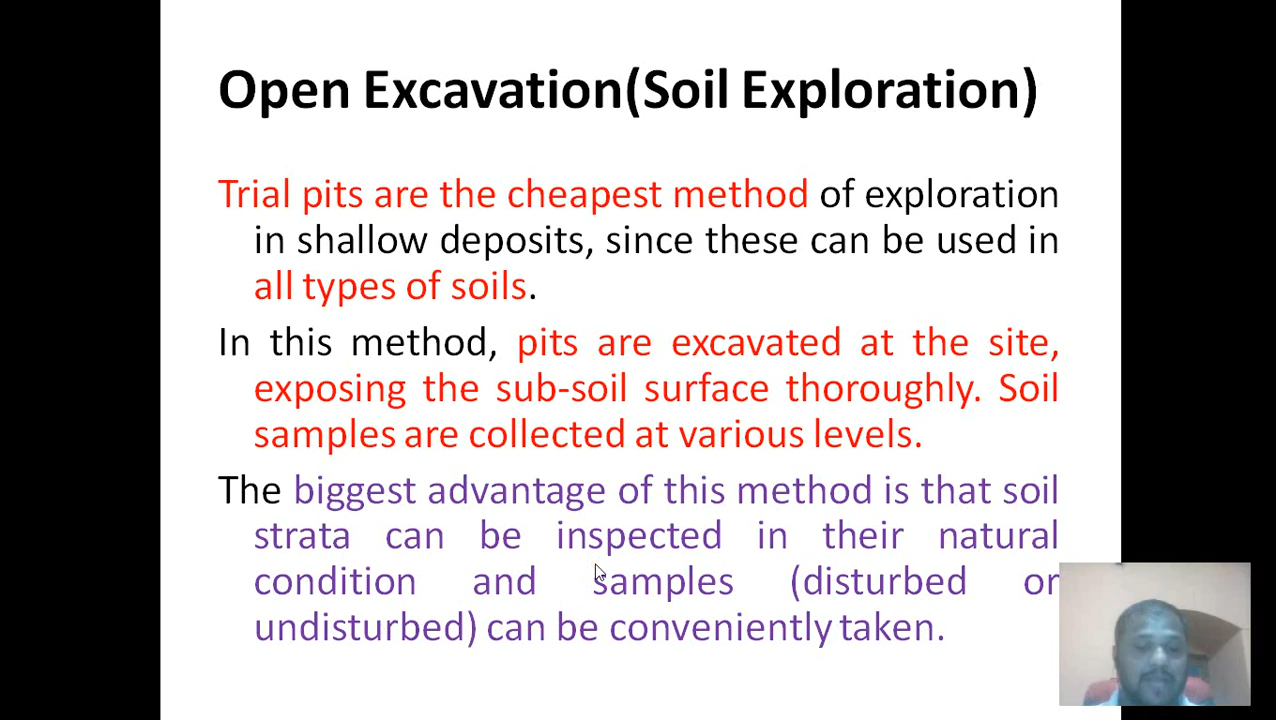 Open Excavation(Soil Exploration)
Trial pits are the cheapest method of exploration
in shallow deposits, since these can be used in
all types of soils.
In this method, pits are excavated at the site,
exposing the sub-soil surface thoroughly. Soil
samples are collected at various levels.
The biggest advantage of this method is that soil
strata can be inspected in their natural
condition and samples (disturbed or
undisturbed) can be conveniently taken.